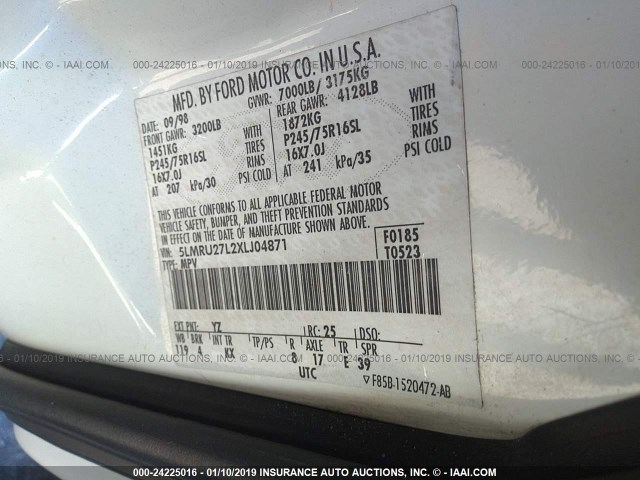 000-24225016 - 01/10/2019 INSURANCE AUTO AUCTIONS, INC. - IAAI.COM
MFD. BY FORD MOTOR CO. IN U.S.A.
DATE: 09/98 GVWR: 7000LB/ 3175KG
FRONT GAWR: 3200LB REAR GAWR: 4128LB
1451KG WITH 1872KG WITH
P245/75R16SL TIRES P245/75R16SL TIRES
16X7.0J RIMS 16X7.0J RIMS
AT 207 kPa/30 PSI COLD AT 241 kPa/35 PSI COLD
THIS VEHICLE CONFORMS TO ALL APPLICABLE FEDERAL MOTOR
VEHICLE SAFETY, BUMPER, AND THEFT PREVENTION STANDARDS
IN EFFECT ON THE DATE OF MANUFACTURE SHOWN ABOVE.
VIN: 5LMRU27L2XLJ04871 F0185
TYPE: MPV T0523
EXT PNT: YZ RC: 25 DSO:
WB BRK INT TR TP/PS R AXLE TR SPR
119 4 KX 8 17 E 39
UTC
▽F85B-1520472-AB
000-24225016 - 01/10/2019 INSURANCE AUTO AUCTIONS, INC. - IAAI.COM